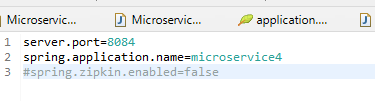 Microservic...
Microservic...
application....
1 server.port=8084
2 spring.application.name=microservice4
3 #spring.zipkin.enabled=false